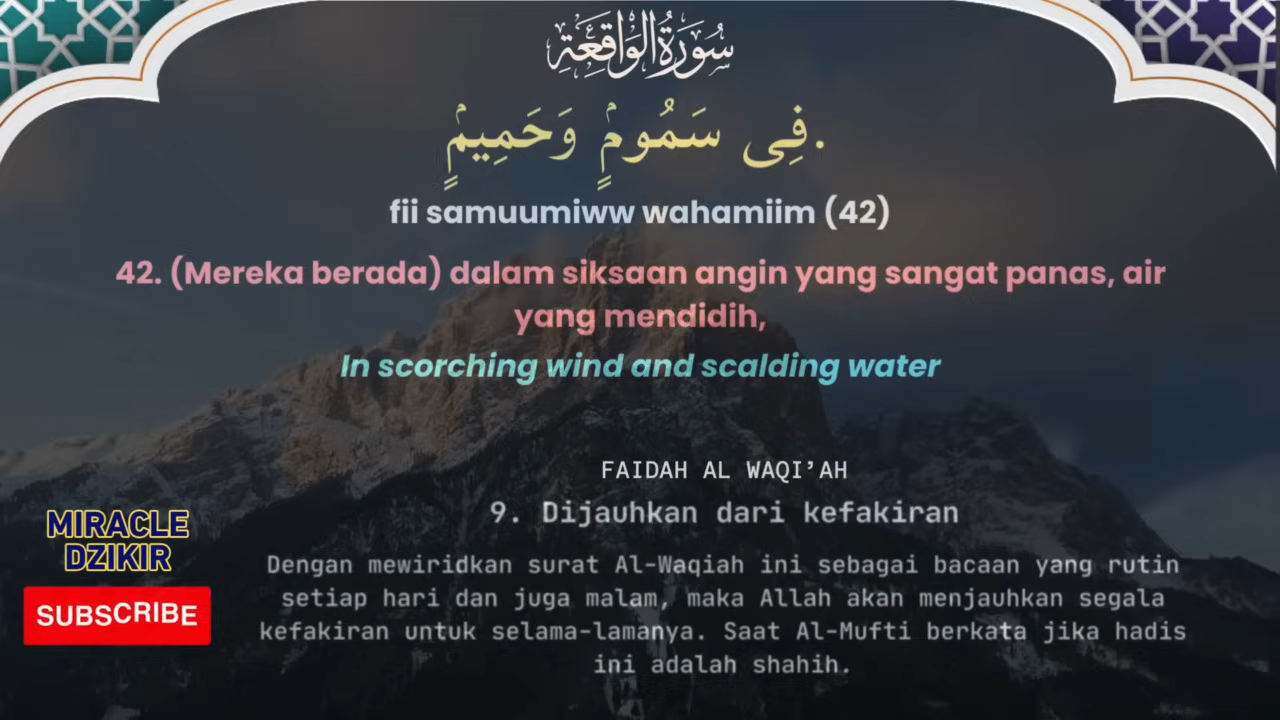 سُورَةُ الْوَاقِعَةِ
فِى سَمُومٍۢ وَحَمِيمٍۢ.
fii samuumiww wahamiim (42)
42. (Mereka berada) dalam siksaan angin yang sangat panas, air
yang mendidih,
In scorching wind and scalding water
FAIDAH AL WAQI’AH
9. Dijauhkan dari kefakiran
Dengan mewiridkan surat Al-Waqiah ini sebagai bacaan yang rutin
setiap hari dan juga malam, maka Allah akan menjauhkan segala
kefakiran untuk selama-lamanya. Saat Al-Mufti berkata jika hadis
ini adalah shahih.
MIRACLE
DZIKIR
SUBSCRIBE